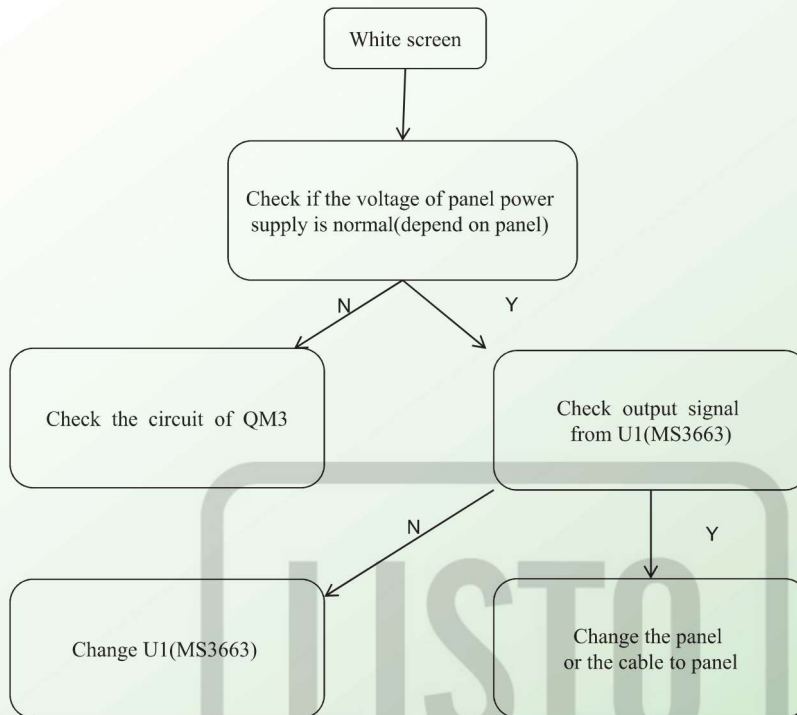 White screen
Check if the voltage of panel power
supply is normal(depend on panel)
N
Y
Check the circuit of QM3
Check output signal
from U1(MS3663)
N
Y
Change U1(MS3663)
Change the panel
or the cable to panel
LISTO